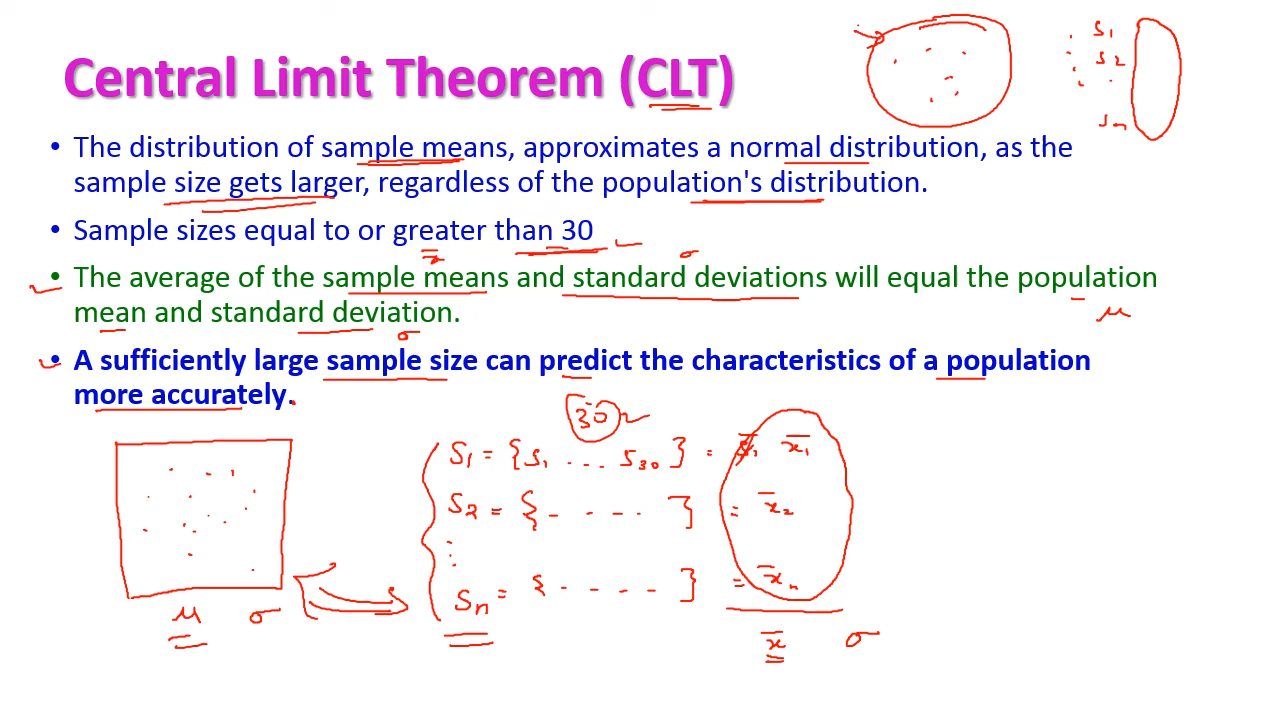 Central Limit Theorem (CLT)
S1
S2
Sn
• The distribution of sample means, approximates a normal distribution, as the
sample size gets larger, regardless of the population's distribution.
• Sample sizes equal to or greater than 30
x̄ σ
• The average of the sample means and standard deviations will equal the population
mean and standard deviation.
μ
σ
• A sufficiently large sample size can predict the characteristics of a population
more accurately.
30
S1 = {s1 ... s30} = x̄1
S2 = {- - - -} = x̄2
⋮
Sn = {- - - -} = x̄n
μ σ
x̄ σ